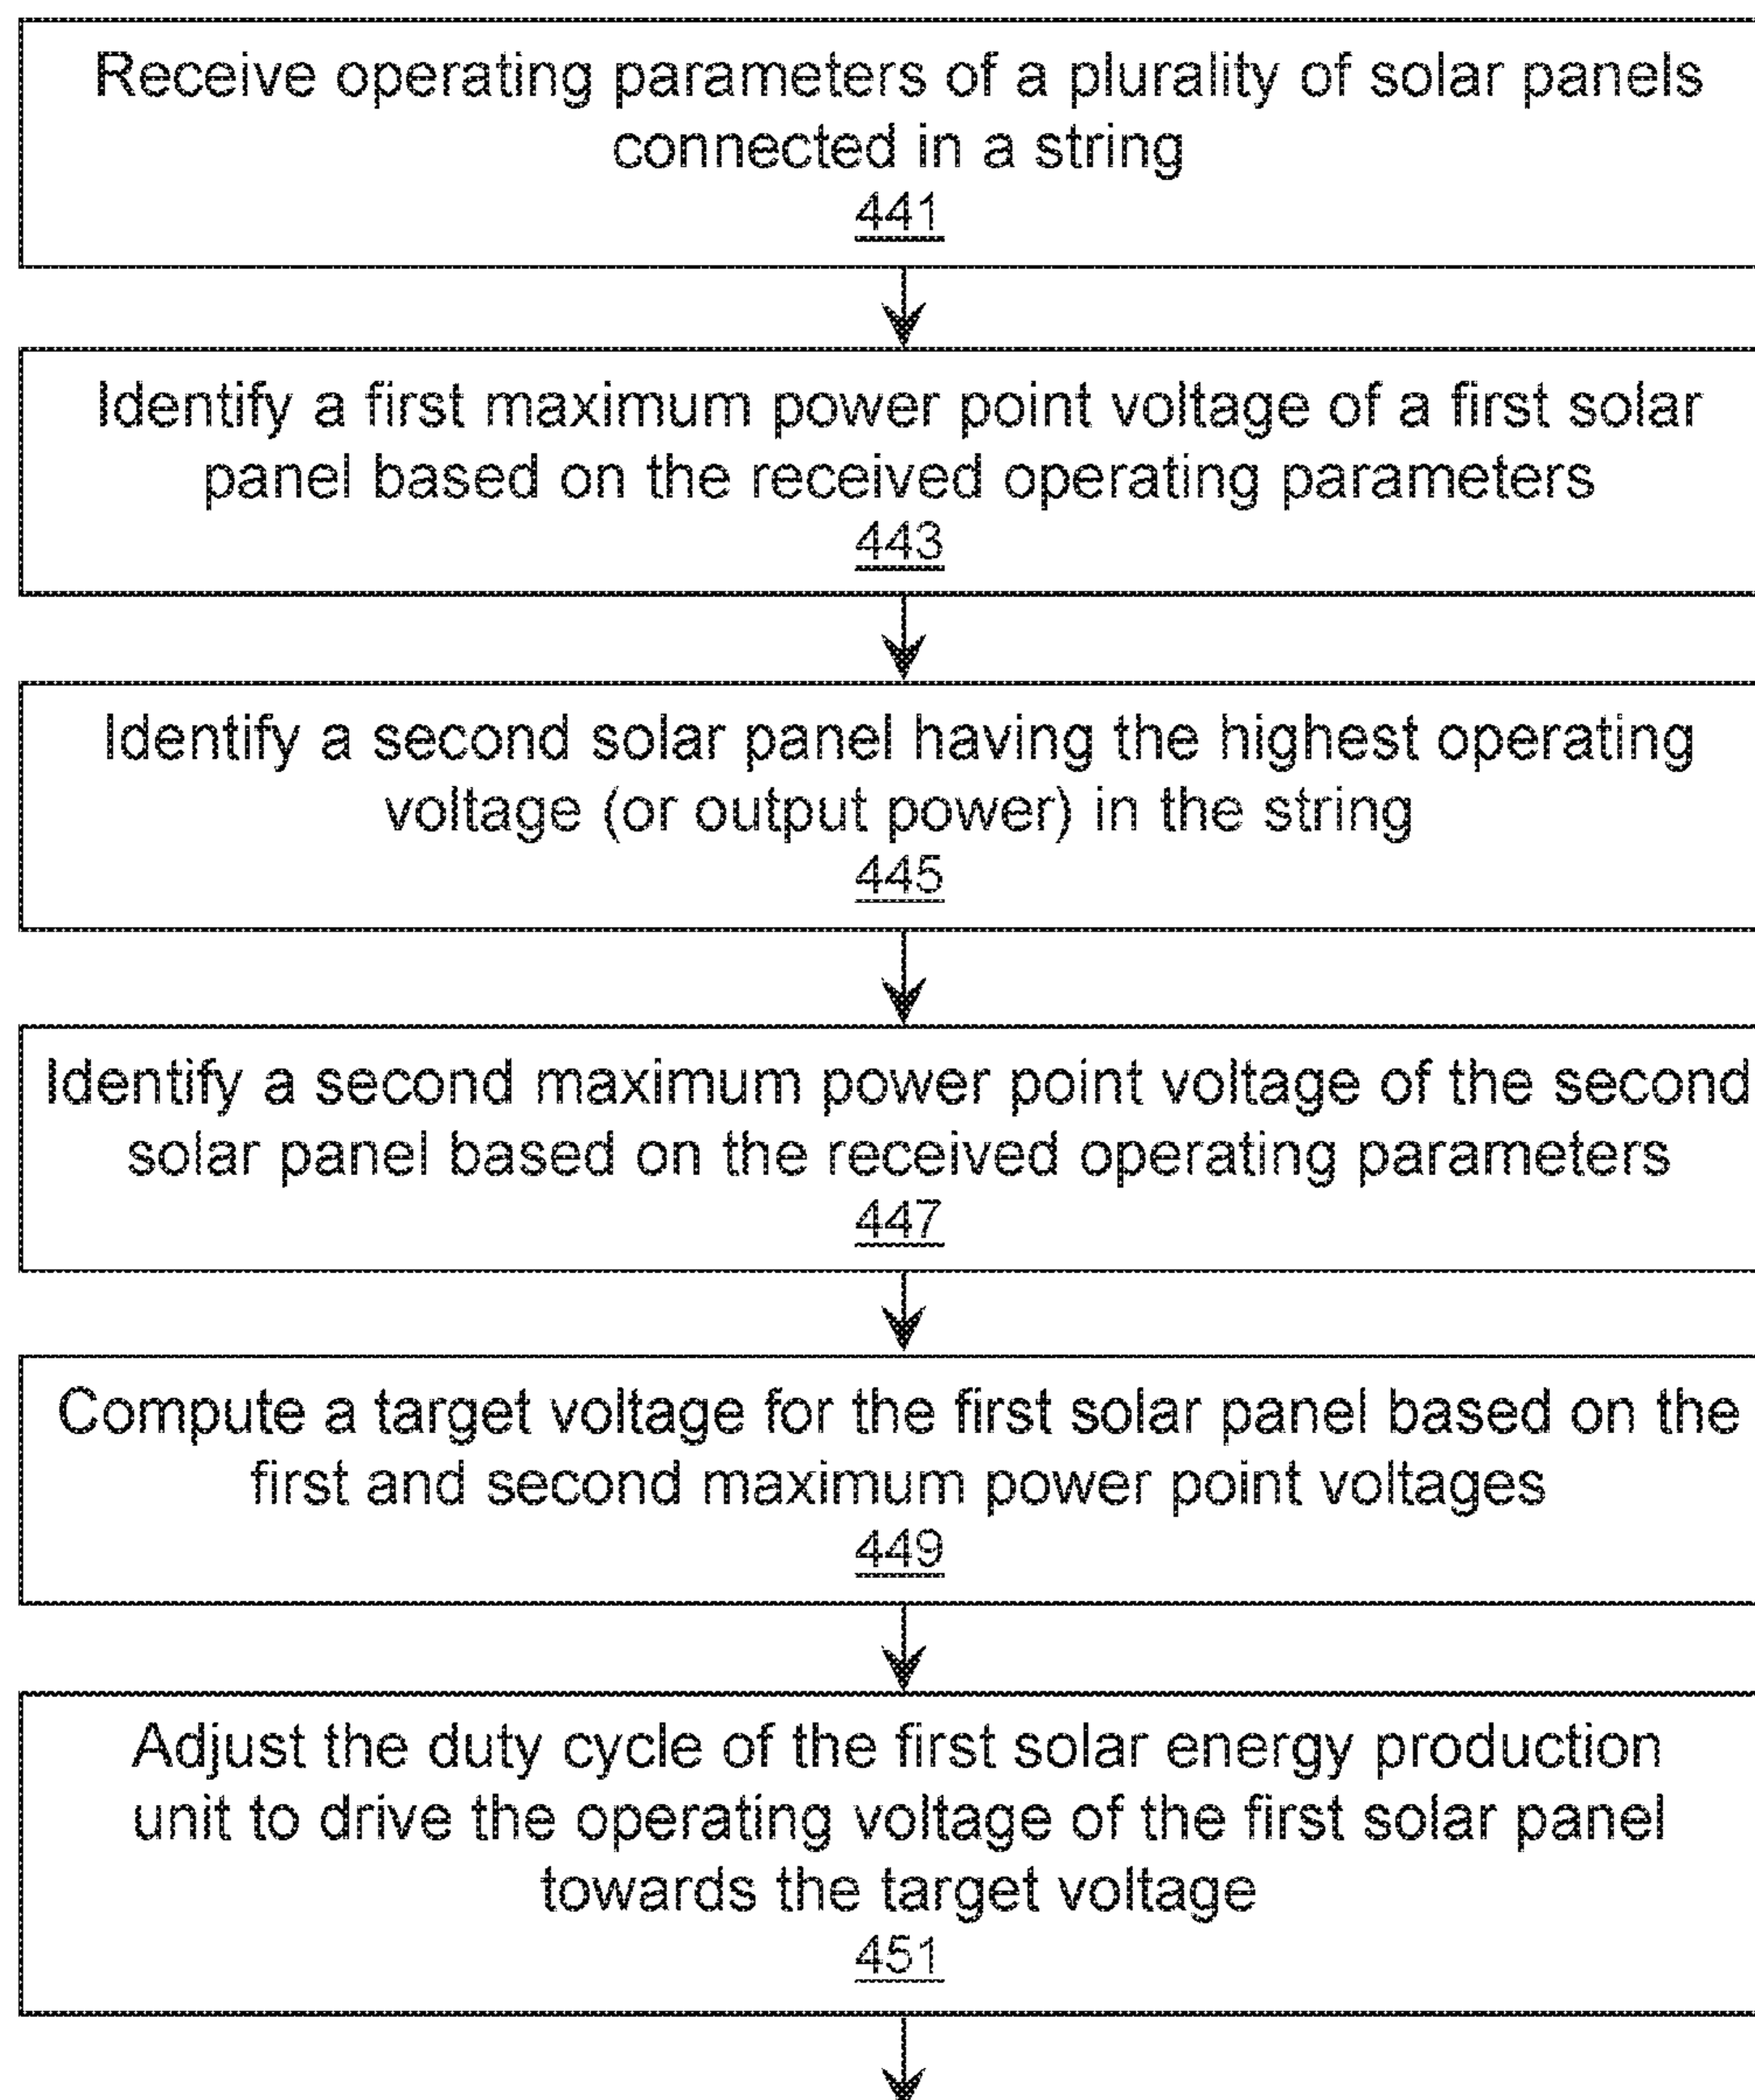 Receive operating parameters of a plurality of solar panels
connected in a string
441
Identify a first maximum power point voltage of a first solar
panel based on the received operating parameters
443
Identify a second solar panel having the highest operating
voltage (or output power) in the string
445
Identify a second maximum power point voltage of the second
solar panel based on the received operating parameters
447
Compute a target voltage for the first solar panel based on the
first and second maximum power point voltages
449
Adjust the duty cycle of the first solar energy production
unit to drive the operating voltage of the first solar panel
towards the target voltage
451